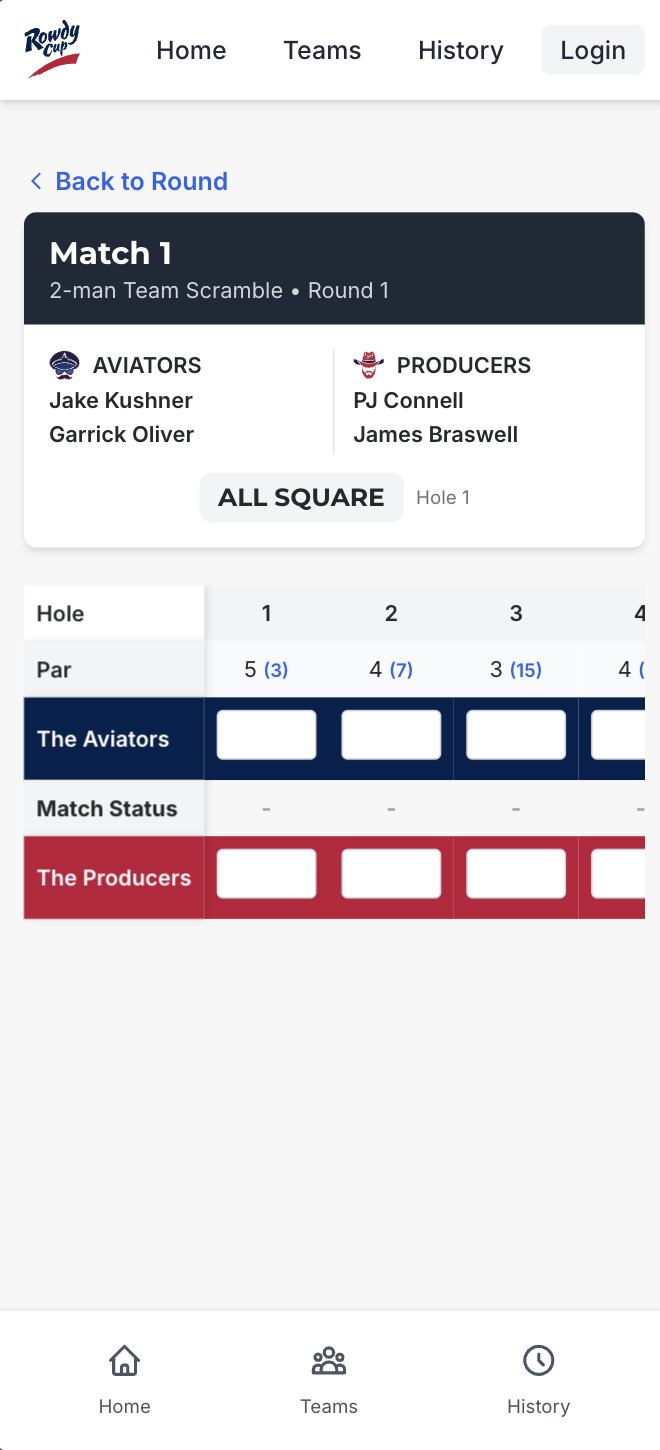 Rowdy
Cup
Home Teams History Login
Back to Round
Match 1
2-man Team Scramble • Round 1
AVIATORS PRODUCERS
Jake Kushner PJ Connell
Garrick Oliver James Braswell
ALL SQUARE Hole 1
Hole 1 2 3 4
Par 5 (3) 4 (7) 3 (15) 4 (
The Aviators
Match Status - - - -
The Producers
Home Teams History